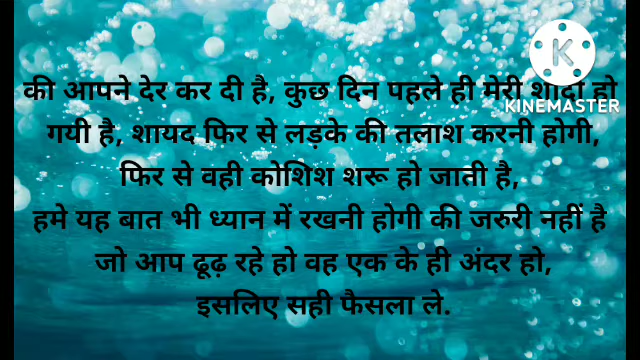 की आपने देर कर दी है, कुछ दिन पहले ही मेरी शादी हो
गयी है, शायद फिर से लड़के की तलाश करनी होगी,
फिर से वही कोशिश शरू हो जाती है,
हमे यह बात भी ध्यान में रखनी होगी की जरुरी नहीं है
जो आप ढूढ़ रहे हो वह एक के ही अंदर हो,
इसलिए सही फैसला ले.
K
KINEMASTER